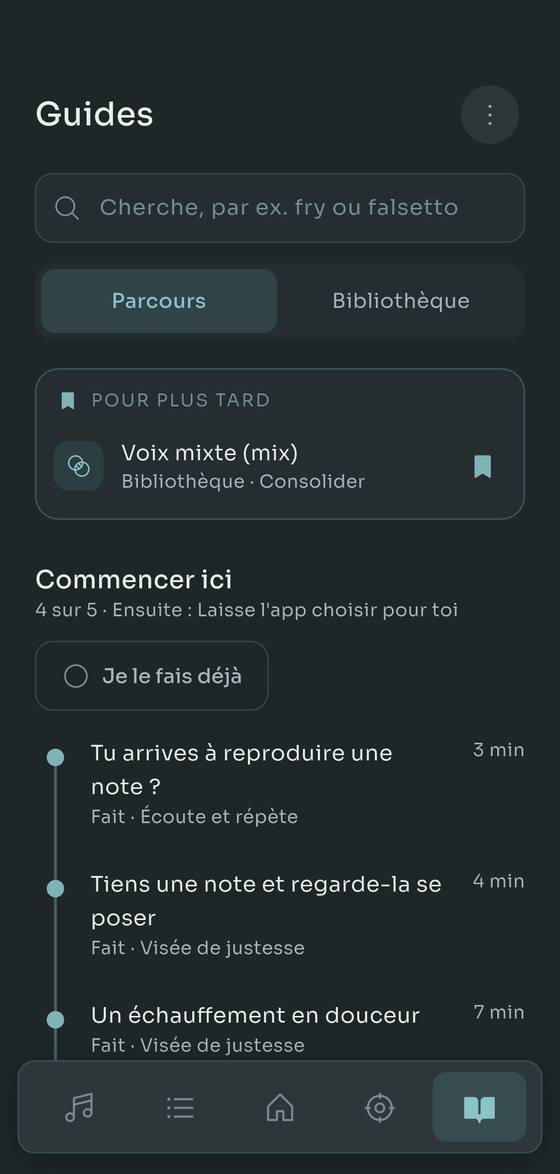 Guides
Cherche, par ex. fry ou falsetto
Parcours
Bibliothèque
POUR PLUS TARD
Voix mixte (mix)
Bibliothèque · Consolider
Commencer ici
4 sur 5 · Ensuite : Laisse l'app choisir pour toi
Je le fais déjà
Tu arrives à reproduire une
note ?
3 min
Fait · Écoute et répète
Tiens une note et regarde-la se
poser
4 min
Fait · Visée de justesse
Un échauffement en douceur
7 min
Fait · Visée de justesse